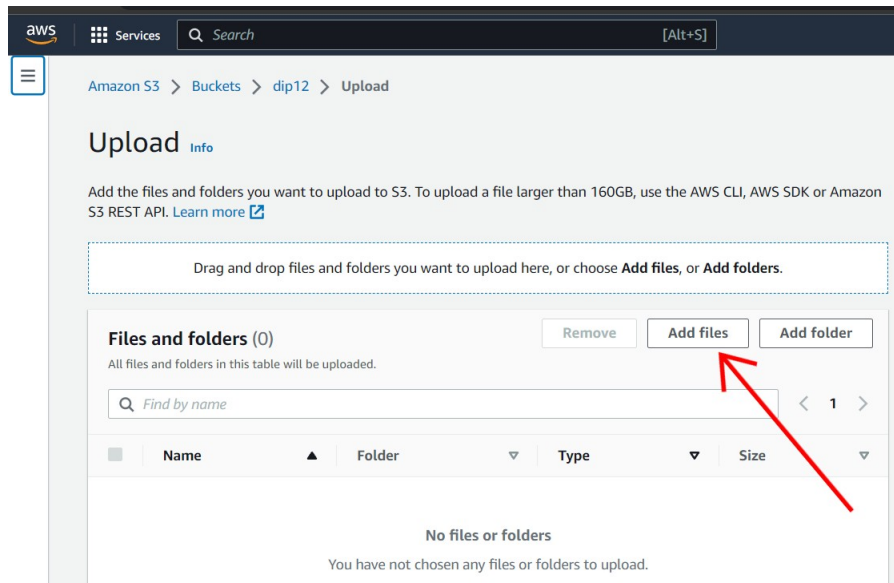 aws Services Search [Alt+S]
Amazon S3 > Buckets > dip12 > Upload
Upload Info
Add the files and folders you want to upload to S3. To upload a file larger than 160GB, use the AWS CLI, AWS SDK or Amazon
S3 REST API. Learn more
Drag and drop files and folders you want to upload here, or choose Add files, or Add folders.
Files and folders (0) Remove Add files Add folder
All files and folders in this table will be uploaded.
Find by name < 1 >
Name Folder Type Size
No files or folders
You have not chosen any files or folders to upload.